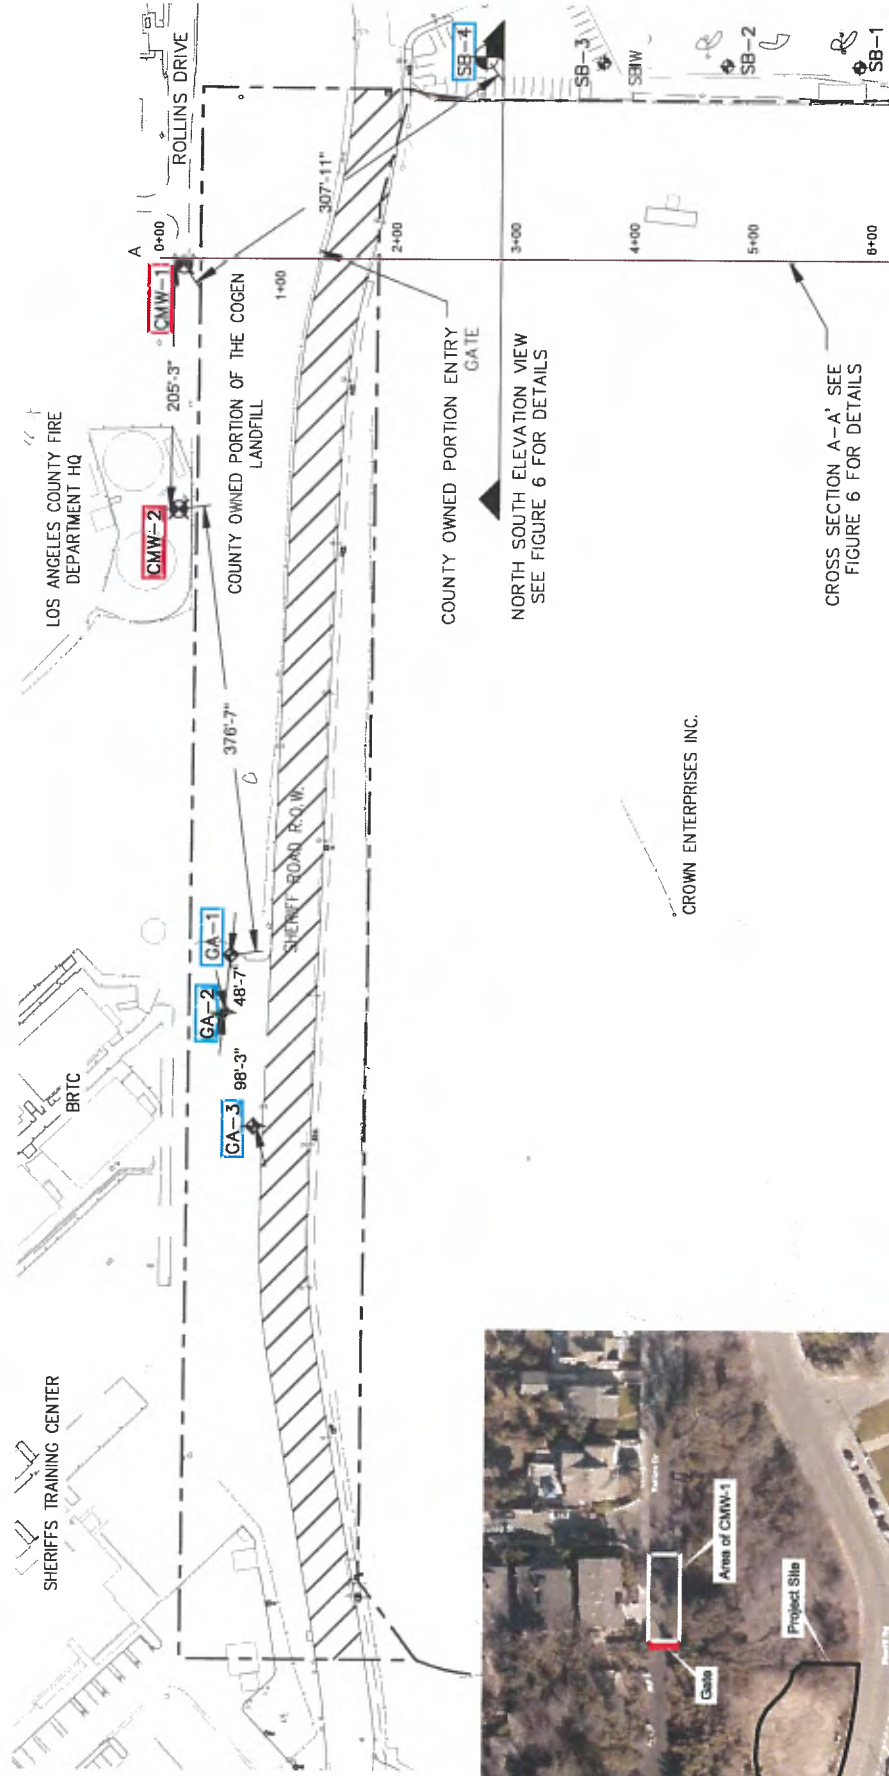 SHERIFFS TRAINING CENTER
BRTC
LOS ANGELES COUNTY FIRE
DEPARTMENT HQ
ROLLINS DRIVE
CMW-2
CMW-1
A
0+00
205'-3"
GA-3
GA-2
GA-1
98'-3"
48'-7"
376'-7"
COUNTY OWNED PORTION OF THE COGEN
LANDFILL
1+00
307'-11"
SHERIFF ROAD R.O.W.
2+00
COUNTY OWNED PORTION ENTRY
GATE
SB-4
NORTH SOUTH ELEVATION VIEW
SEE FIGURE 6 FOR DETAILS
3+00
SB-3
SBIW
4+00
CROWN ENTERPRISES INC.
SB-2
5+00
CROSS SECTION A-A' SEE
FIGURE 6 FOR DETAILS
6+00
SB-1
Gate
Area of CMW-1
Project Site